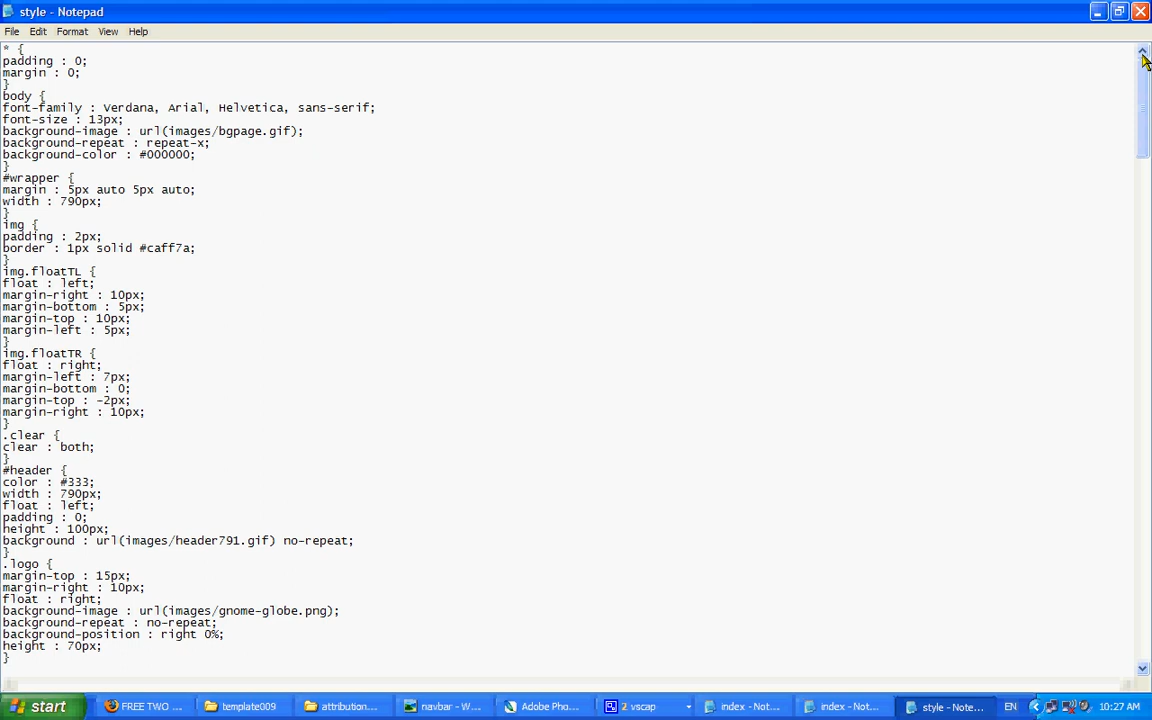 style - Notepad
File Edit Format View Help
* {
padding : 0;
margin : 0;
}
body {
font-family : Verdana, Arial, Helvetica, sans-serif;
font-size : 13px;
background-image : url(images/bgpage.gif);
background-repeat : repeat-x;
background-color : #000000;
}
#wrapper {
margin : 5px auto 5px auto;
width : 790px;
}
img {
padding : 2px;
border : 1px solid #caff7a;
}
img.floatTL {
float : left;
margin-right : 10px;
margin-bottom : 5px;
margin-top : 10px;
margin-left : 5px;
}
img.floatTR {
float : right;
margin-left : 7px;
margin-bottom : 0;
margin-top : -2px;
margin-right : 10px;
}
.clear {
clear : both;
}
#header {
color : #333;
width : 790px;
float : left;
padding : 0;
height : 100px;
background : url(images/header791.gif) no-repeat;
}
.logo {
margin-top : 15px;
margin-right : 10px;
float : right;
background-image : url(images/gnome-globe.png);
background-repeat : no-repeat;
background-position : right 0%;
height : 70px;
}
start FREE TWO ... template009 attribution... navbar - W... Adobe Pho... 2 vscap index - Not... index - Not... style - Note... EN 10:27 AM